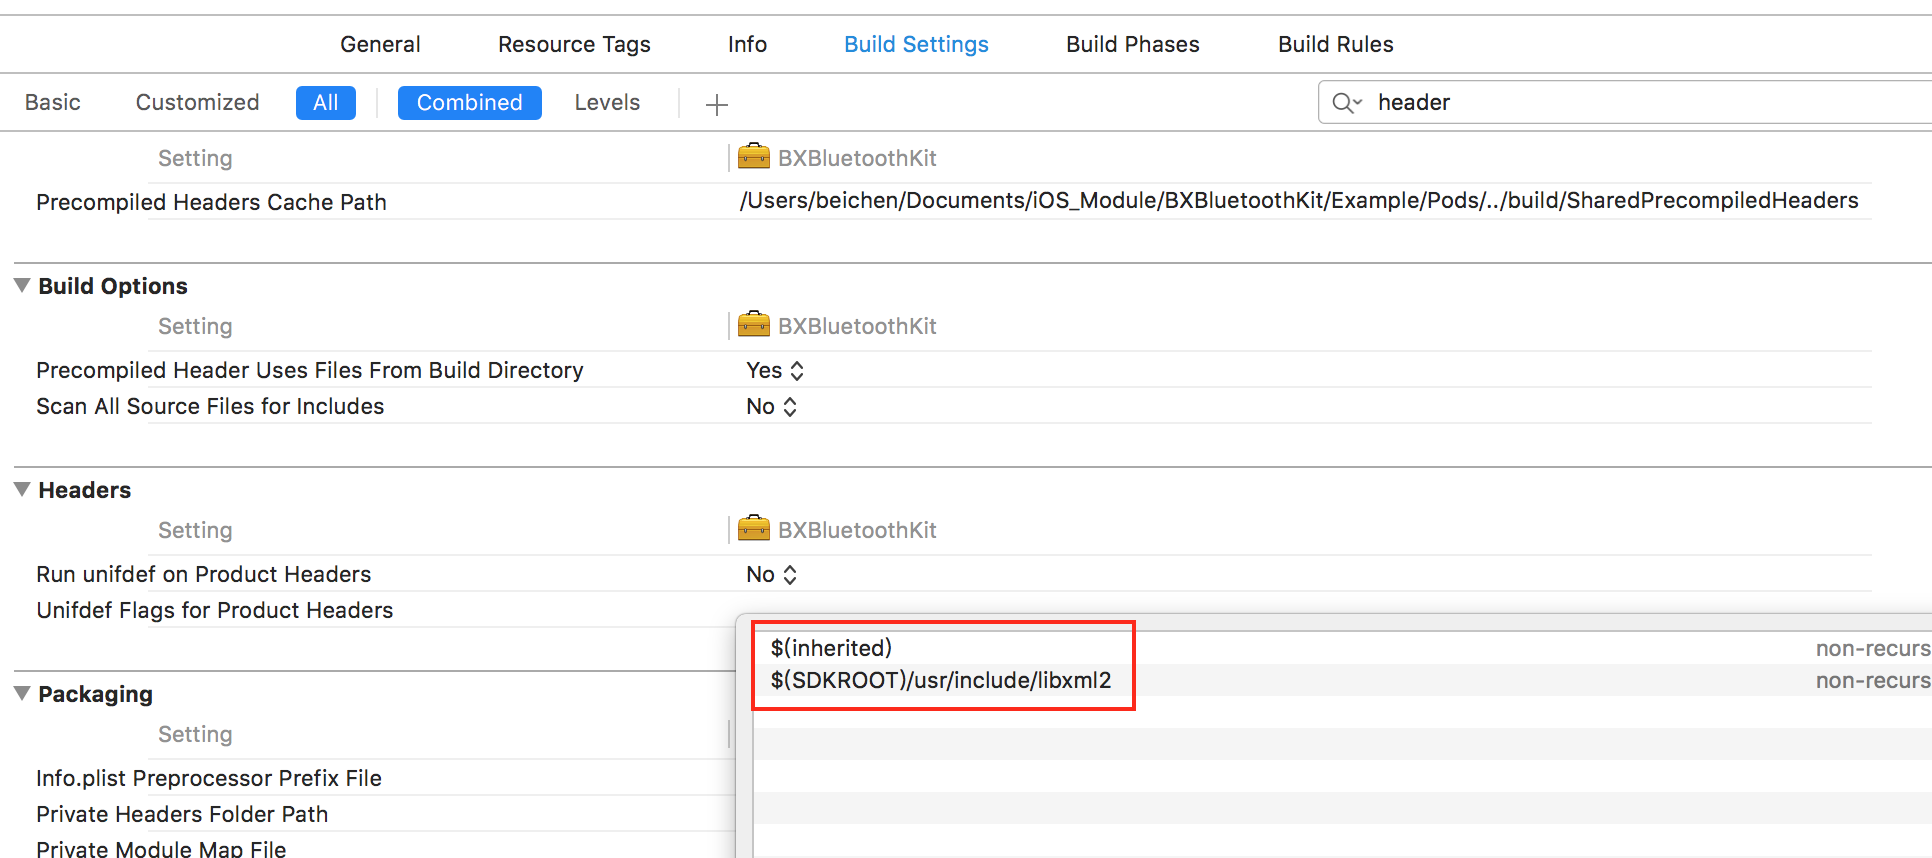 General Resource Tags Info Build Settings Build Phases Build Rules
Basic Customized All Combined Levels + header
Setting BXBluetoothKit
Precompiled Headers Cache Path /Users/beichen/Documents/iOS_Module/BXBluetoothKit/Example/Pods/../build/SharedPrecompiledHeaders
Build Options
Setting BXBluetoothKit
Precompiled Header Uses Files From Build Directory Yes
Scan All Source Files for Includes No
Headers
Setting BXBluetoothKit
Run unifdef on Product Headers No
Unifdef Flags for Product Headers
$(inherited) non-recurs
$(SDKROOT)/usr/include/libxml2 non-recurs
Packaging
Setting
Info.plist Preprocessor Prefix File
Private Headers Folder Path
Private Module Map File